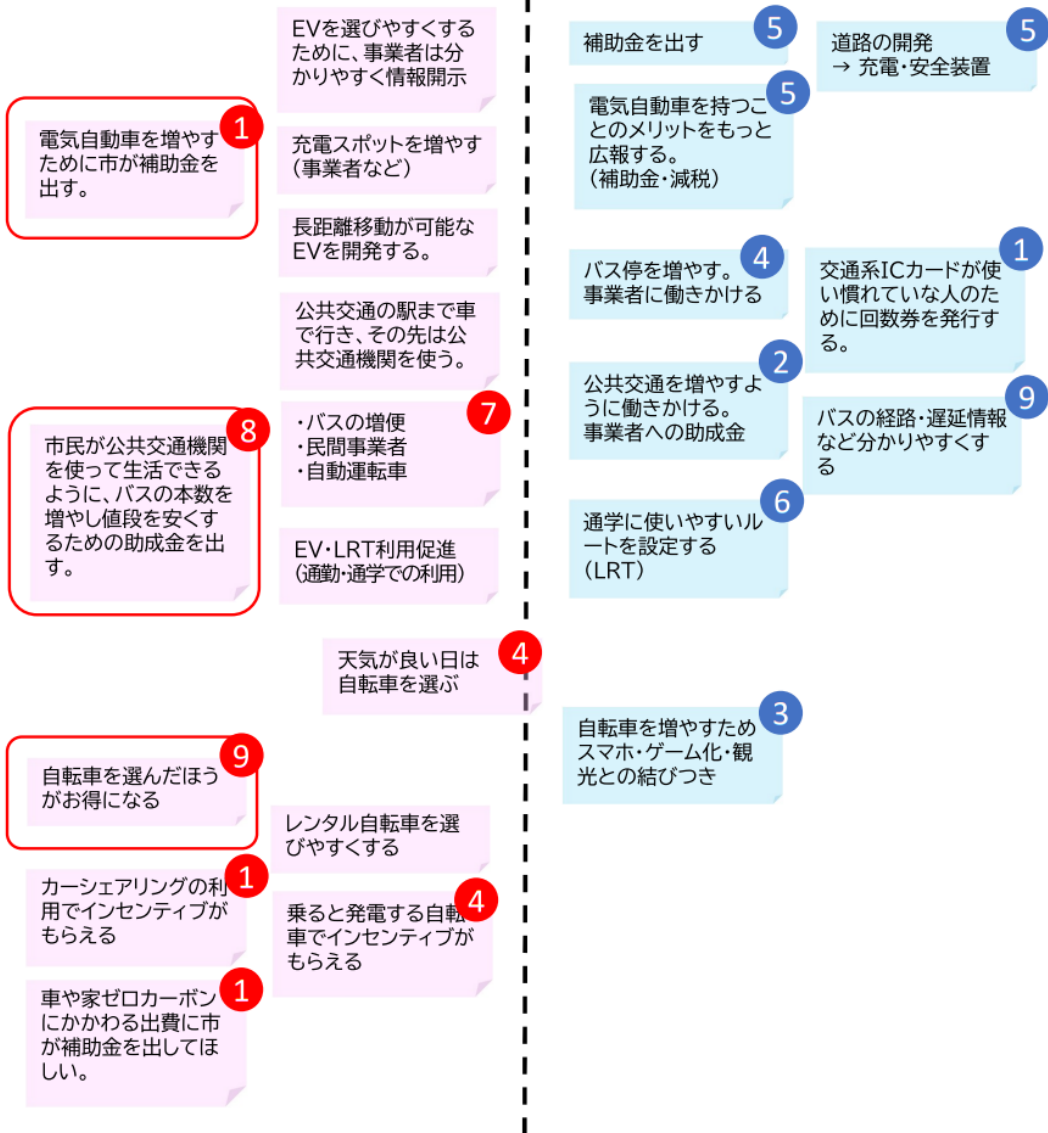 EVを選びやすくする
ために、事業者は分
かりやすく情報開示
1
電気自動車を増やす
ために市が補助金を
出す。
充電スポットを増やす
(事業者など)
長距離移動が可能な
EVを開発する。
公共交通の駅まで車
で行き、その先は公
共交通機関を使う。
8
市民が公共交通機関
を使って生活できる
ように、バスの本数を
増やし値段を安くす
るための助成金を出
す。
7
・バスの増便
・民間事業者
・自動運転車
EV・LRT利用促進
(通勤・通学での利用)
4
天気が良い日は
自転車を選ぶ
9
自転車を選んだほう
がお得になる
レンタル自転車を選
びやすくする
1
カーシェアリングの利
用でインセンティブが
もらえる
4
乗ると発電する自転
車でインセンティブが
もらえる
1
車や家ゼロカーボン
にかかわる出費に市
が補助金を出してほ
しい。
5
補助金を出す
5
道路の開発
→ 充電・安全装置
5
電気自動車を持つこ
とのメリットをもっと
広報する。
(補助金・減税)
4
バス停を増やす。
事業者に働きかける
1
交通系ICカードが使
い慣れていな人のた
めに回数券を発行す
る。
2
公共交通を増やすよ
うに働きかける。
事業者への助成金
9
バスの経路・遅延情報
など分かりやすくす
る
6
通学に使いやすいル
ートを設定する
(LRT)
3
自転車を増やすため
スマホ・ゲーム化・観
光との結びつき